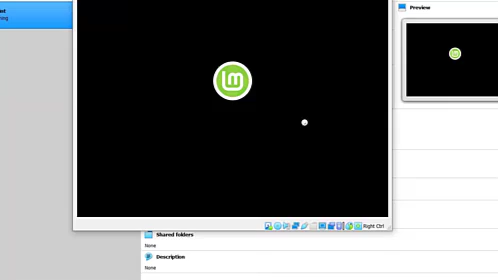 Preview
Right Ctrl
Shared folders
None
Description
None